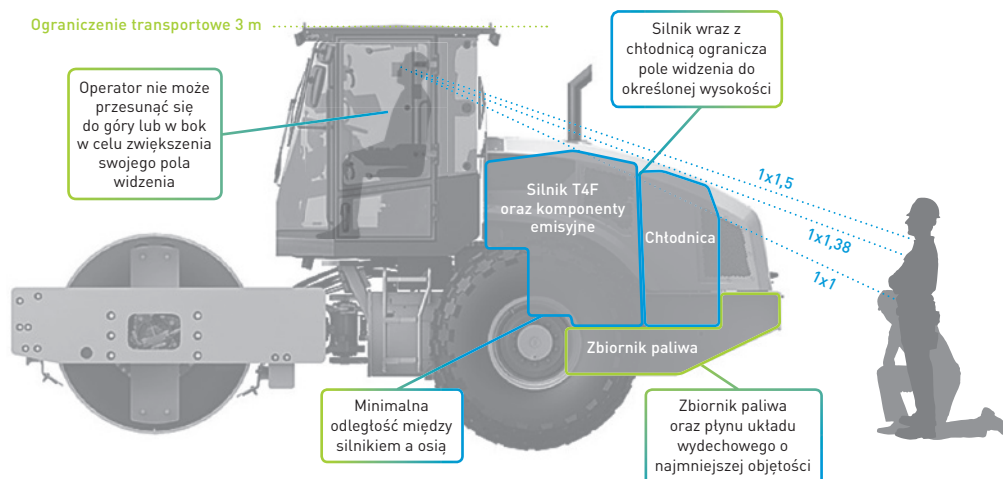 Ograniczenie transportowe 3 m
Operator nie może
przesunąć się
do góry lub w bok
w celu zwiększenia
swojego pola
widzenia
Silnik wraz z
chłodnicą ogranicza
pole widzenia do
określonej wysokości
Silnik T4F
oraz komponenty
emisyjne
Chłodnica
1x1,5
1x1,38
1x1
Zbiornik paliwa
Minimalna
odległość między
silnikiem a osią
Zbiornik paliwa
oraz płynu układu
wydechowego o
najmniejszej objętości